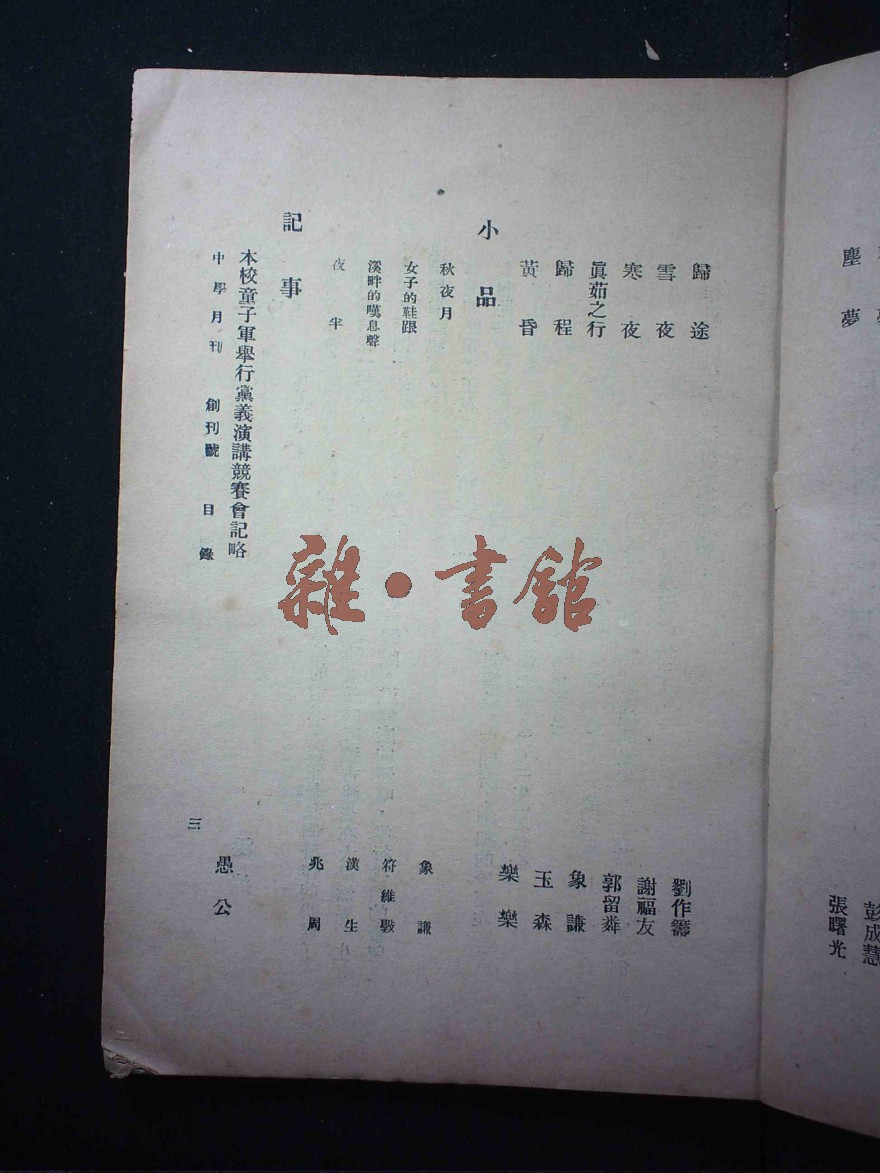 塵夢
張曙光
彭成慧
歸途
劉作籌
雪夜
謝福友
寒夜
郭留彝
眞茹之行
象謙
歸程
玉森
黃昏
樂樂
小品
秋夜月
象謙
女子的鞋跟
符維
溪畔的嘆息聲
漢生
夜半
兆周
記事
本校童子軍舉行黨義演講競賽會記略
愚公
中學月刊 創刊號 目錄
三
雜·書館